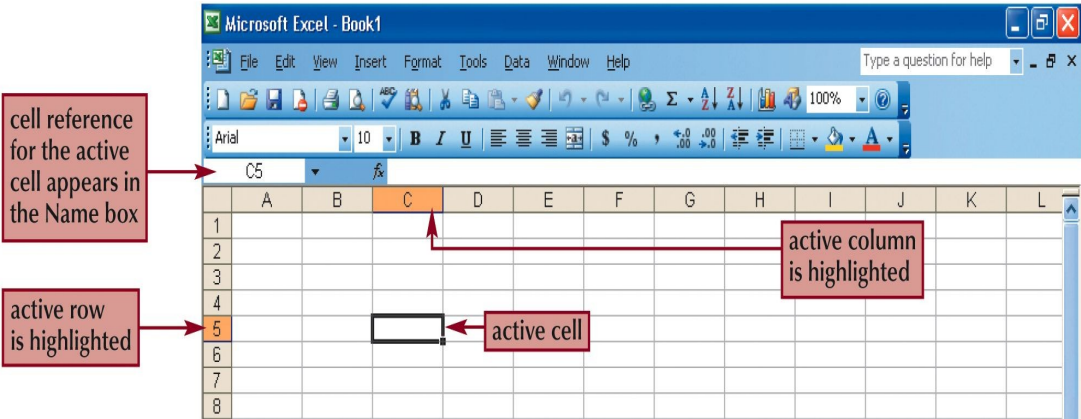 Microsoft Excel - Book1
File Edit View Insert Format Tools Data Window Help
Type a question for help
100%
Arial 10 B I U $ % ,
C5 fx
A B C D E F G H I J K L
1
2
3
4
5
6
7
8
cell reference
for the active
cell appears in
the Name box
active row
is highlighted
active column
is highlighted
active cell